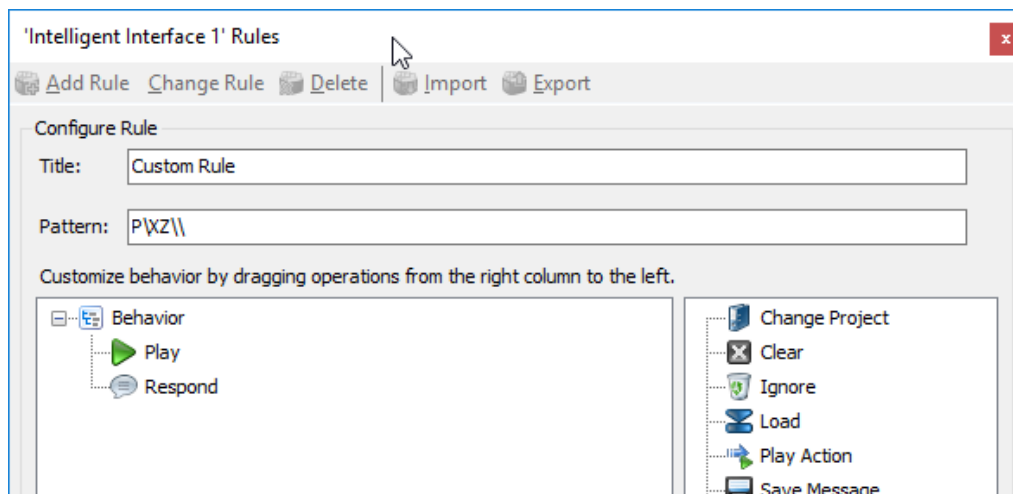 'Intelligent Interface 1' Rules
x
Add Rule Change Rule Delete Import Export
Configure Rule
Title: Custom Rule
Pattern: P\XZ\\
Customize behavior by dragging operations from the right column to the left.
Behavior
Play
Respond
Change Project
Clear
Ignore
Load
Play Action
Save Message